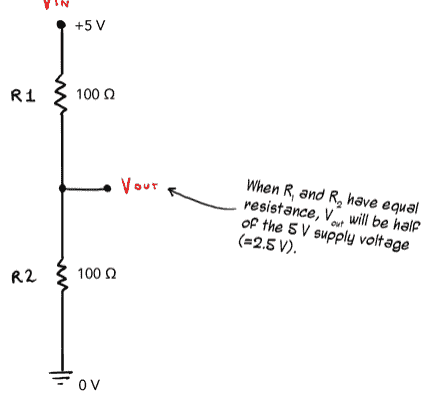 VIN
+5 V
R1
100 Ω
VOUT
When R1 and R2 have equal
resistance, Vout will be half
of the 5 V supply voltage
(=2.5 V).
R2
100 Ω
0 V